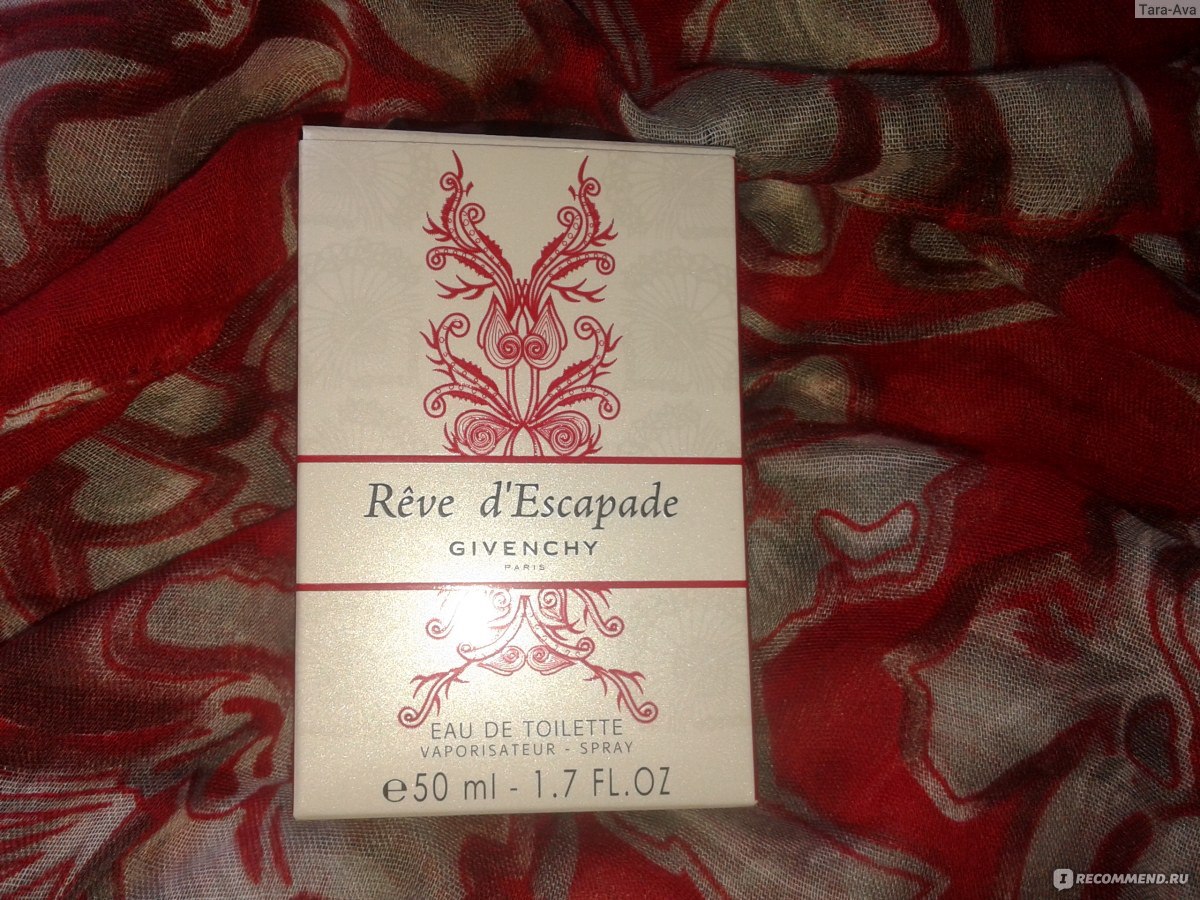 Tara-Ava
Rêve d'Escapade
GIVENCHY
PARIS
EAU DE TOILETTE
VAPORISATEUR - SPRAY
℮50 ml - 1.7 FL.OZ
I RECOMMEND.RU